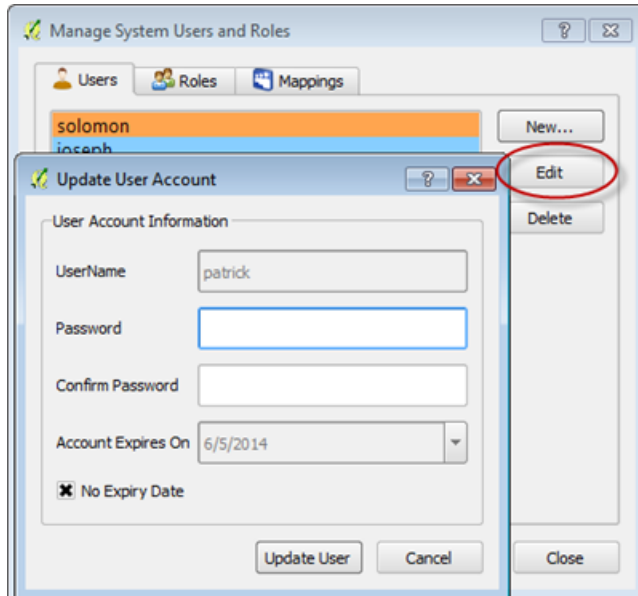 Manage System Users and Roles
Users Roles Mappings
solomon
New...
joseph
Edit
Update User Account
Delete
User Account Information
UserName patrick
Password
Confirm Password
Account Expires On 6/5/2014
No Expiry Date
Update User Cancel Close